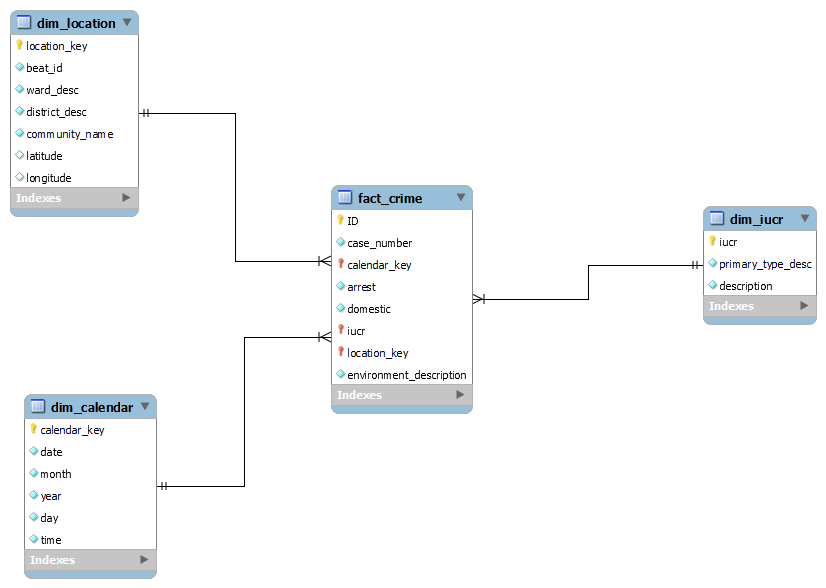 dim_location
location_key
beat_id
ward_desc
district_desc
community_name
latitude
longitude
Indexes
fact_crime
ID
case_number
calendar_key
arrest
domestic
iucr
location_key
environment_description
Indexes
dim_iucr
iucr
primary_type_desc
description
Indexes
dim_calendar
calendar_key
date
month
year
day
time
Indexes